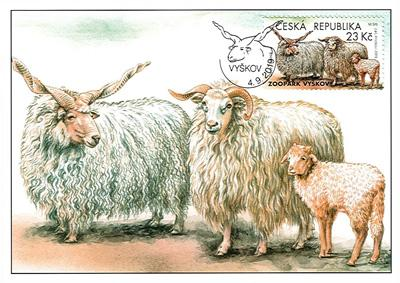 ČESKÁ REPUBLIKA
23 Kč
VYŠKOV
4.9.2019
ZOOPARK VYŠKOV